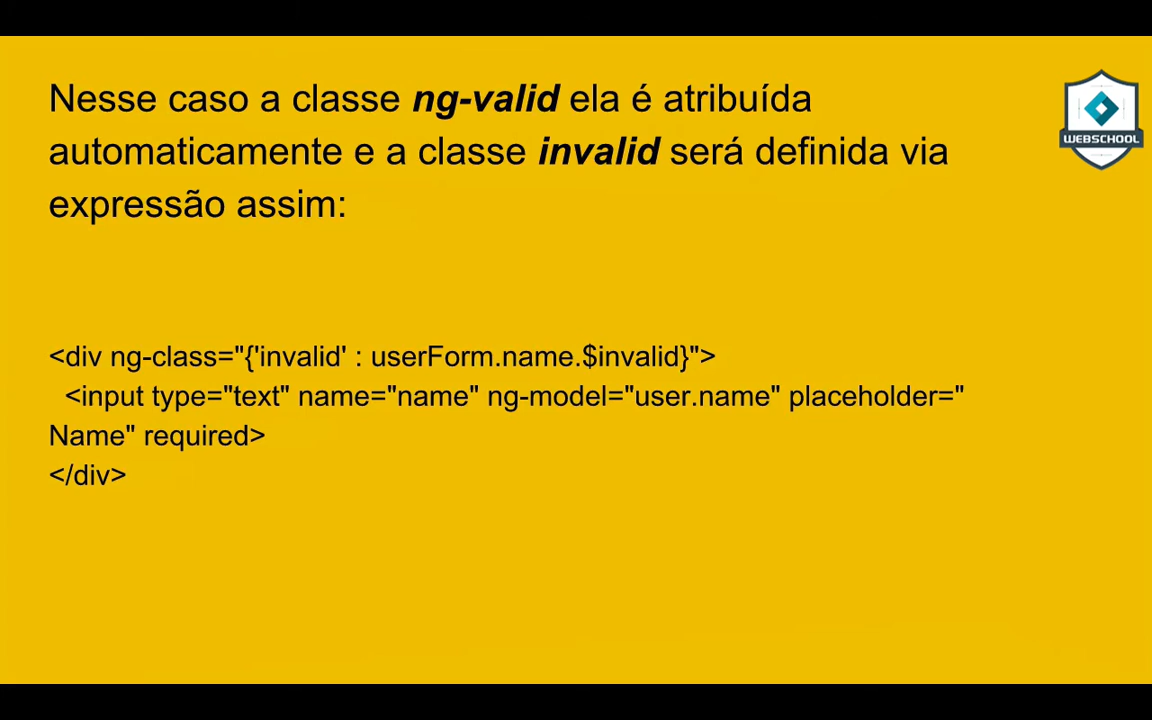 Nesse caso a classe ng-valid ela é atribuída
automaticamente e a classe invalid será definida via
expressão assim:
WEBSCHOOL
<div ng-class="{'invalid' : userForm.name.$invalid}">
  <input type="text" name="name" ng-model="user.name" placeholder="
Name" required>
</div>